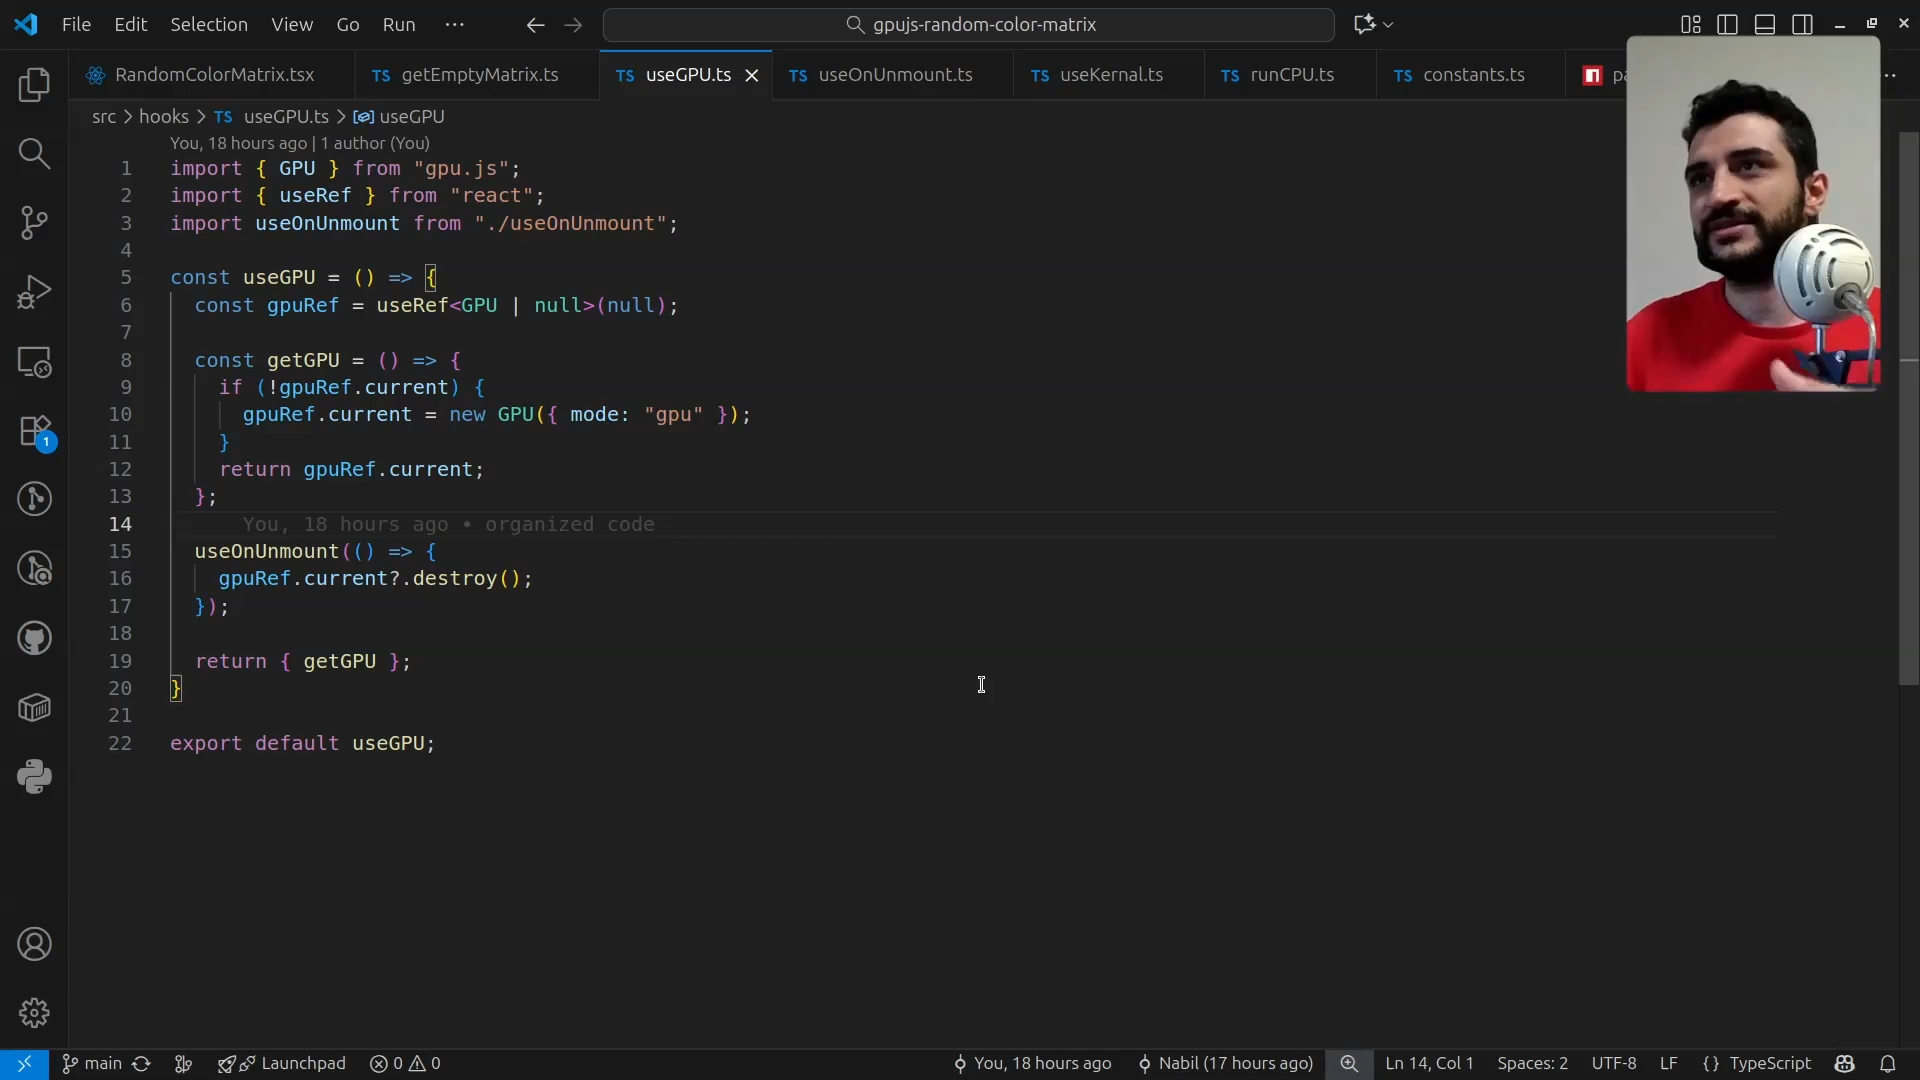 File Edit Selection View Go Run ··· gpujs-random-color-matrix
RandomColorMatrix.tsx TS getEmptyMatrix.ts TS useGPU.ts TS useOnUnmount.ts TS useKernal.ts TS runCPU.ts TS constants.ts
src > hooks > TS useGPU.ts > useGPU
You, 18 hours ago | 1 author (You)
1 import { GPU } from "gpu.js";
2 import { useRef } from "react";
3 import useOnUnmount from "./useOnUnmount";
4
5 const useGPU = () => {
6 const gpuRef = useRef<GPU | null>(null);
7
8 const getGPU = () => {
9 if (!gpuRef.current) {
10 gpuRef.current = new GPU({ mode: "gpu" });
11 }
12 return gpuRef.current;
13 };
14 You, 18 hours ago • organized code
15 useOnUnmount(() => {
16 gpuRef.current?.destroy();
17 });
18
19 return { getGPU };
20 }
21
22 export default useGPU;
1
main Launchpad 0 0 You, 18 hours ago Nabil (17 hours ago) Ln 14, Col 1 Spaces: 2 UTF-8 LF {} TypeScript